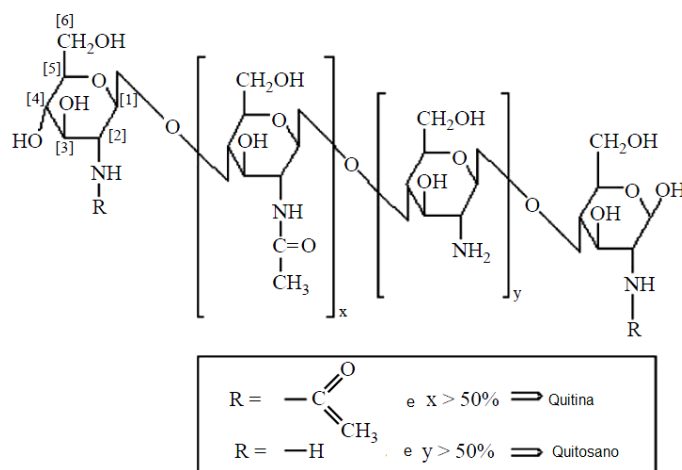 [6]
CH₂OH
[5]
O
[4]
OH
[1]
HO
[3]
[2]
NH
R
O
CH₂OH
O
OH
NH
C=O
CH₃
x
O
CH₂OH
O
OH
NH₂
y
O
CH₂OH
O
OH
OH
NH
R
R = —C O CH₃ e x > 50% ⟹ Quitina
R = —H e y > 50% ⟹ Quitosano